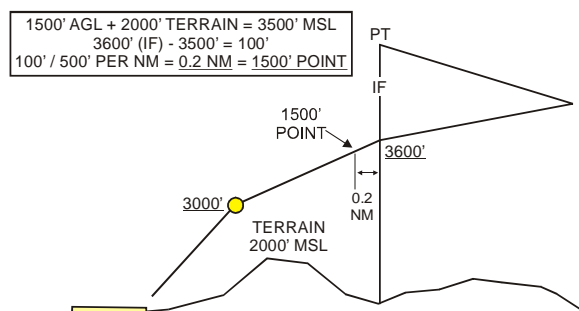 1500' AGL + 2000' TERRAIN = 3500' MSL
3600' (IF) - 3500' = 100'
100' / 500' PER NM = 0.2 NM = 1500' POINT
PT
IF
1500'
POINT
3600'
0.2
NM
3000'
TERRAIN
2000' MSL